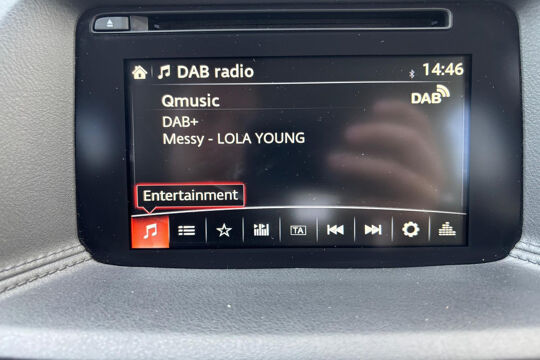 DAB radio 14:46
Qmusic DAB
DAB+
Messy - LOLA YOUNG
Entertainment
TA